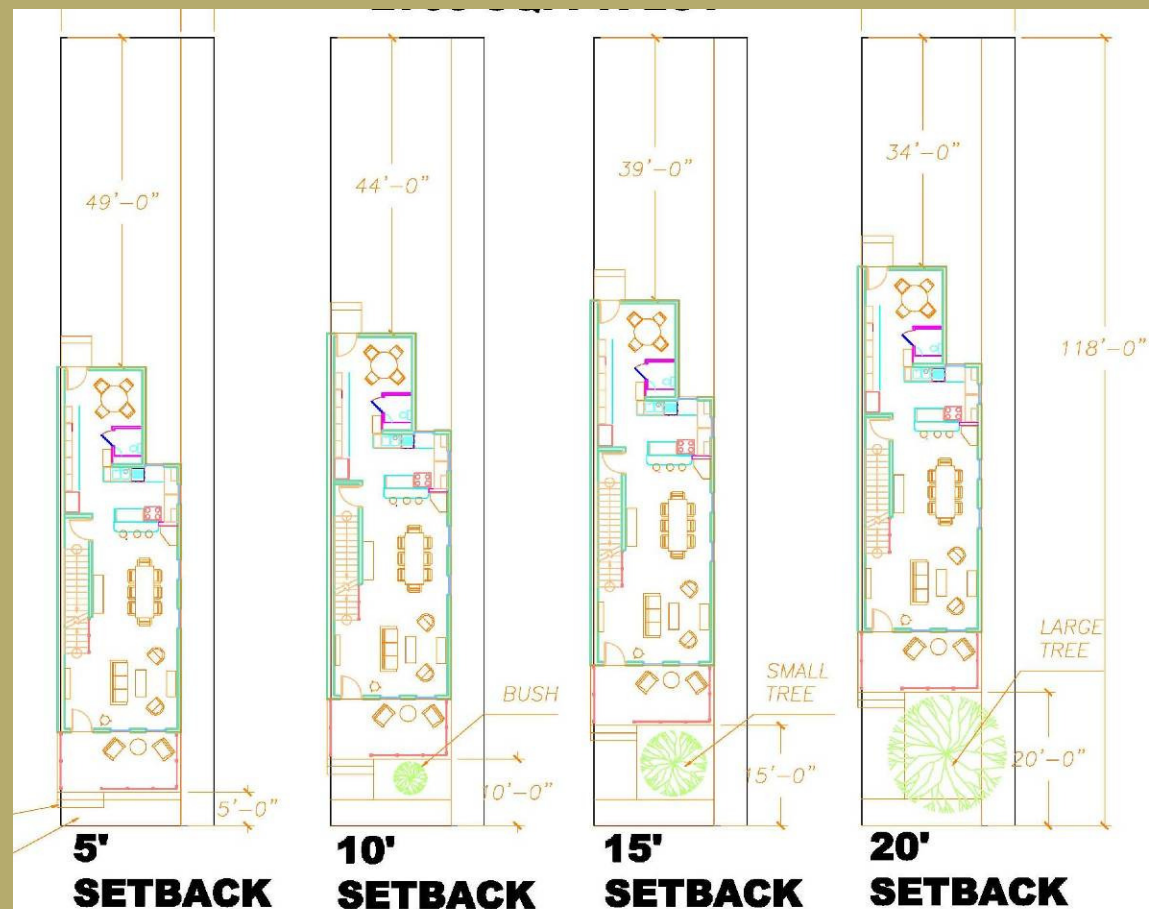 49'-0"
44'-0"
39'-0"
34'-0"
118'-0"
BUSH
SMALL
TREE
LARGE
TREE
5'-0"
10'-0"
15'-0"
20'-0"
5'
SETBACK
10'
SETBACK
15'
SETBACK
20'
SETBACK